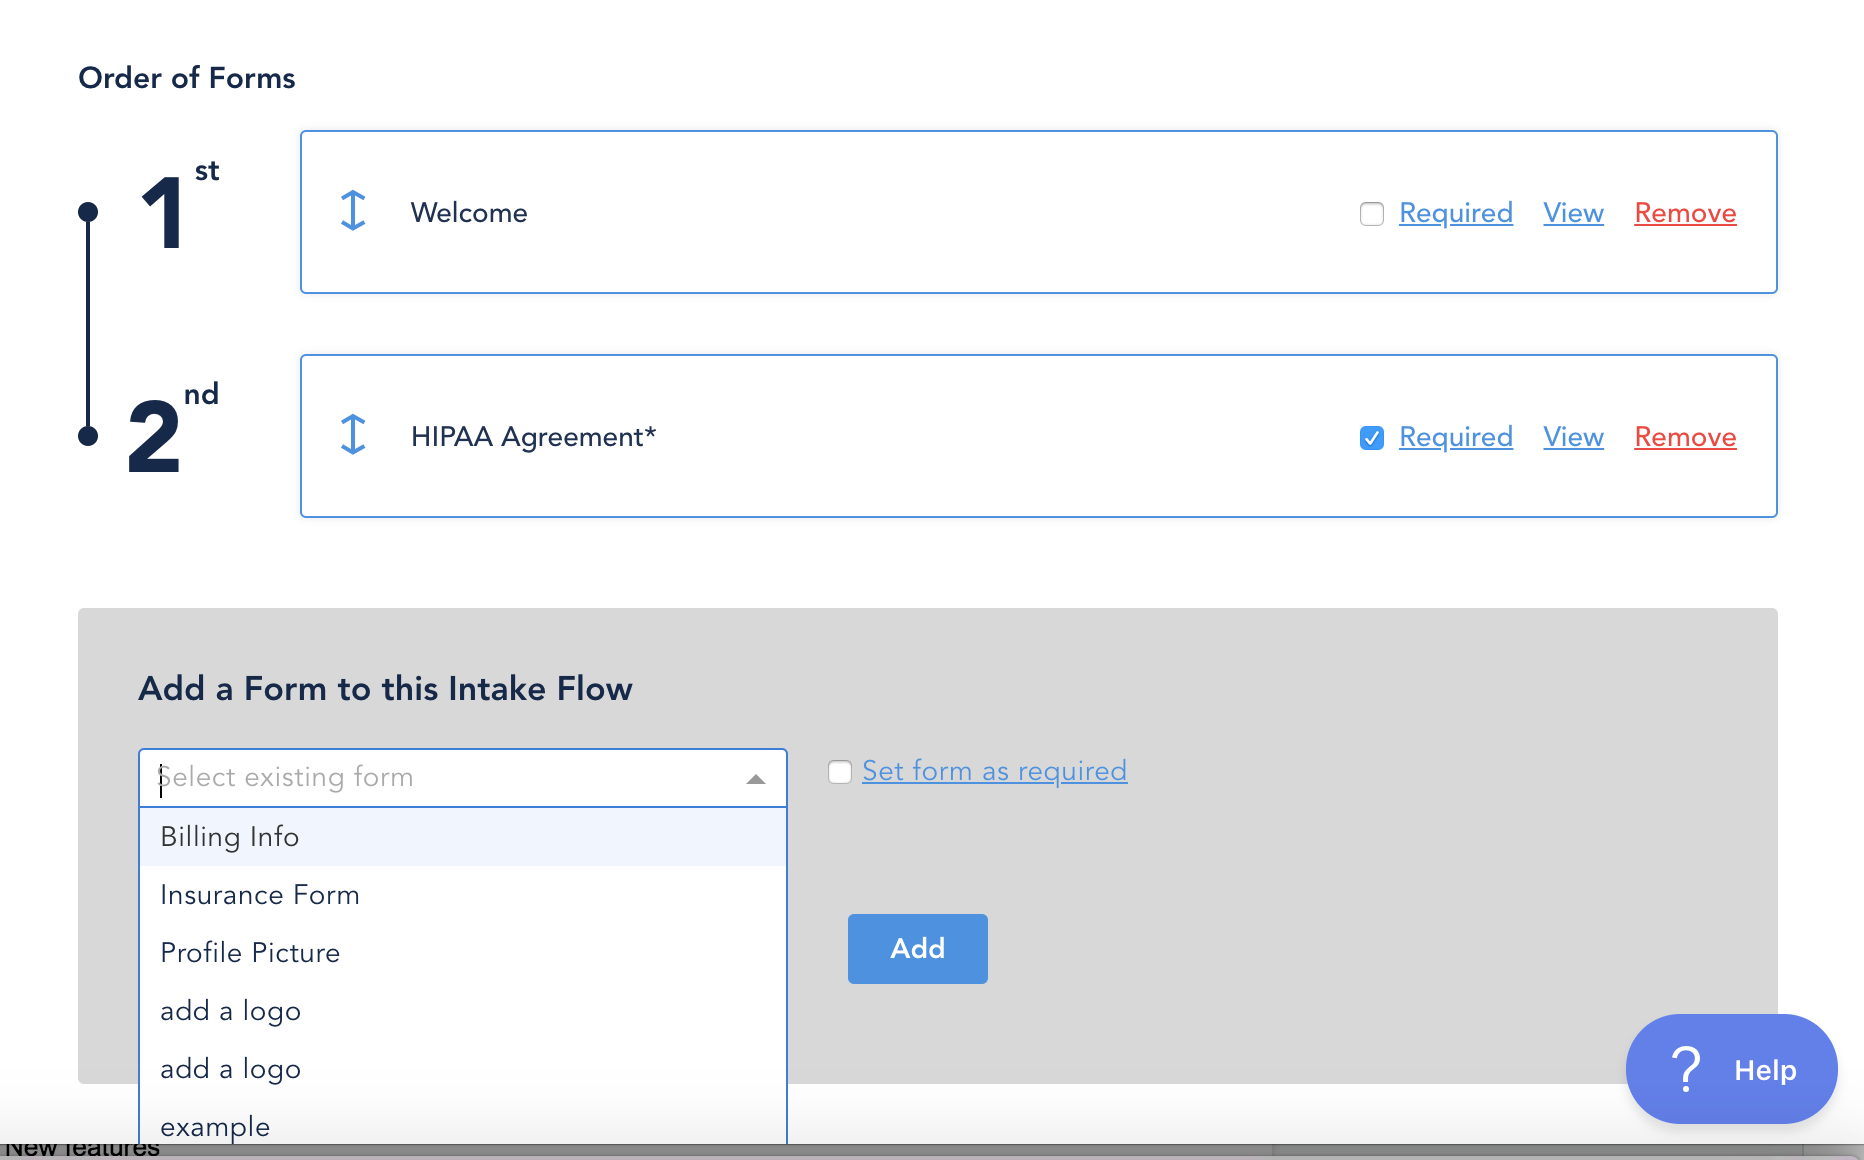 Order of Forms
1st
Welcome
Required View Remove
2nd
HIPAA Agreement*
Required View Remove
Add a Form to this Intake Flow
Select existing form
Set form as required
Billing Info
Insurance Form
Profile Picture
add a logo
add a logo
example
Add
? Help
New features